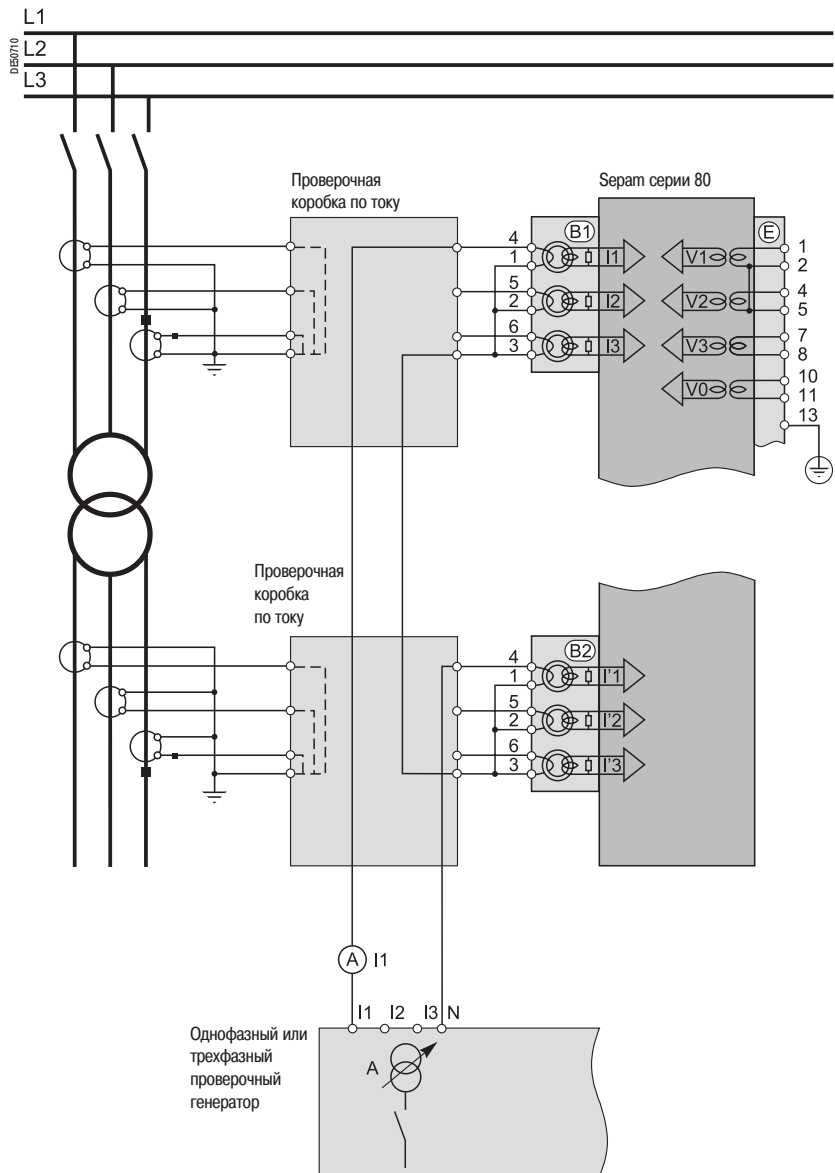 L1
DE50710
L2
L3
Проверочная
коробка по току
Sepam серии 80
B1
E
4
1
5
2
6
3
I1
I2
I3
V1
V2
V3
V0
1
2
4
5
7
8
10
11
13
Проверочная
коробка
по току
B2
4
1
5
2
6
3
I'1
I'2
I'3
A
I1
I1 I2 I3 N
Однофазный или
трехфазный
проверочный
генератор
A